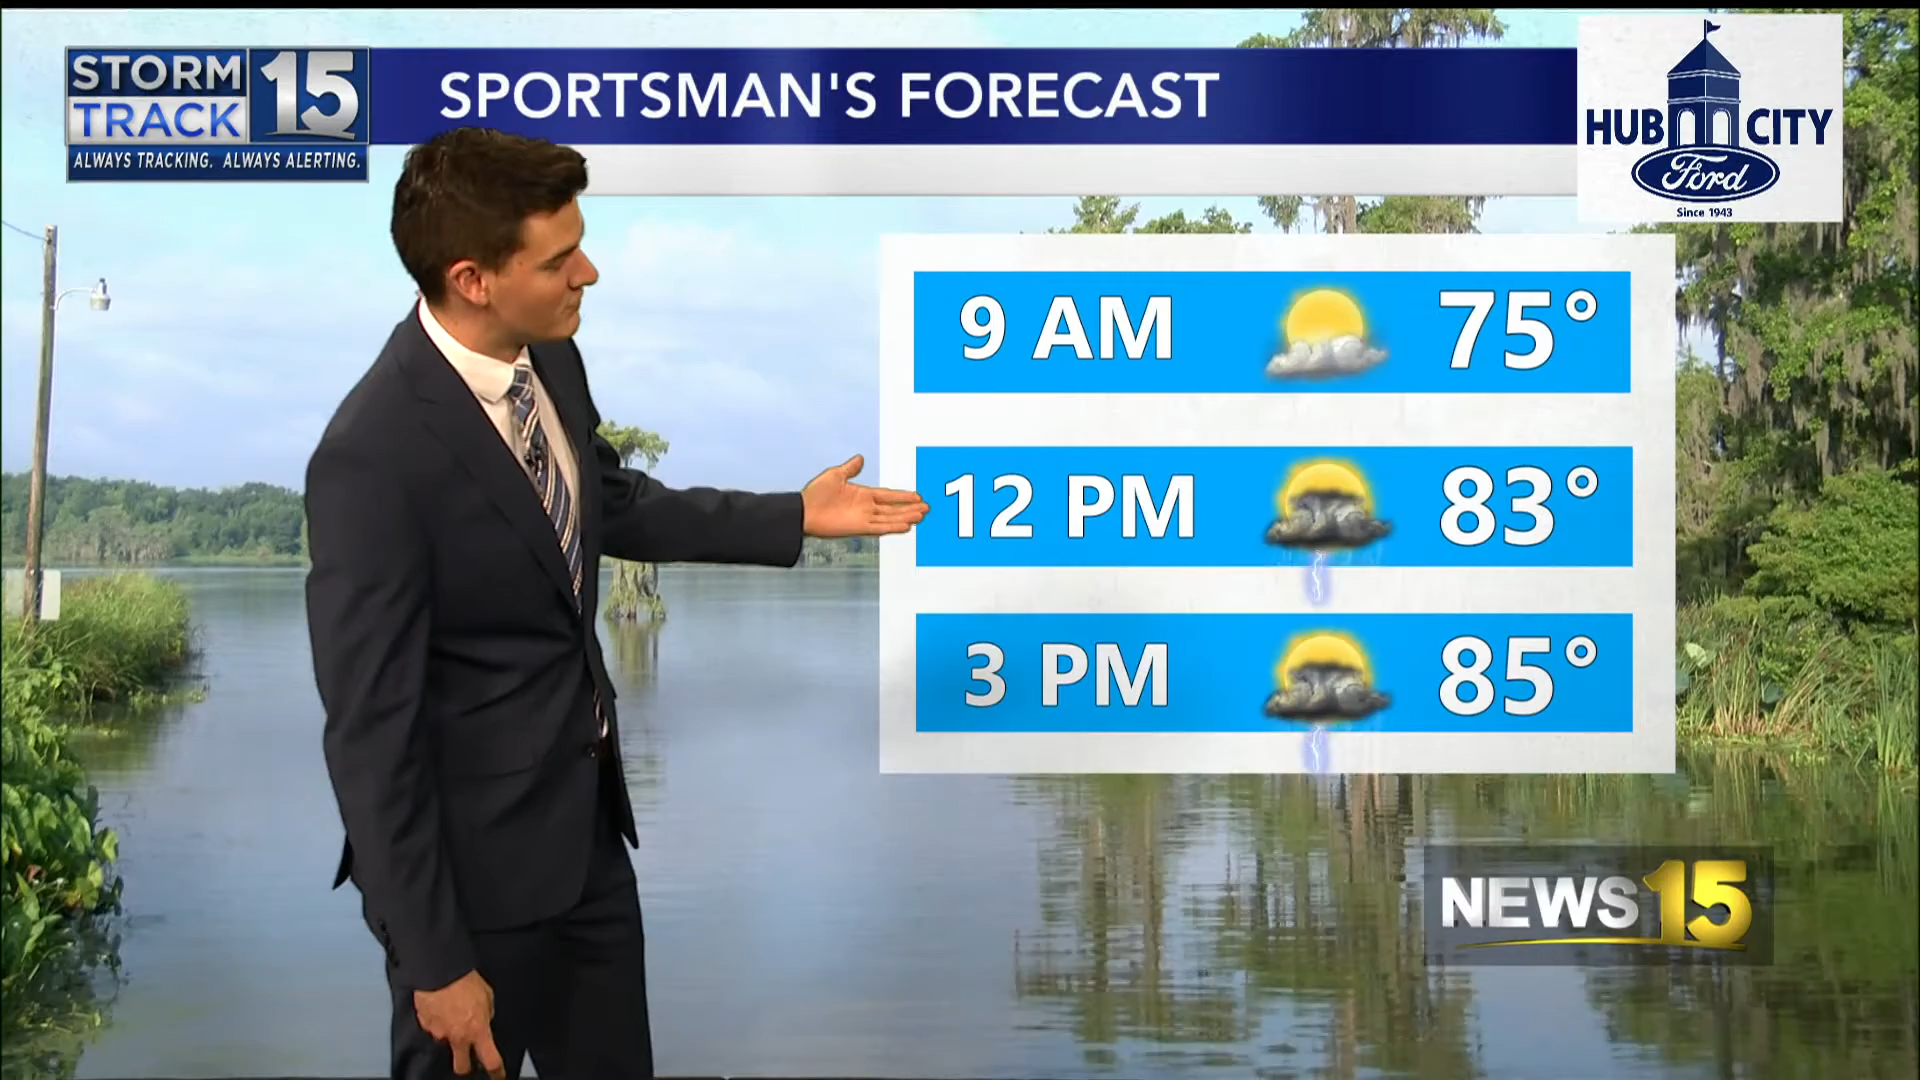 STORM
TRACK
15
ALWAYS TRACKING. ALWAYS ALERTING.
SPORTSMAN'S FORECAST
HUB CITY
Ford
Since 1943
9 AM 75°
12 PM 83°
3 PM 85°
NEWS 15